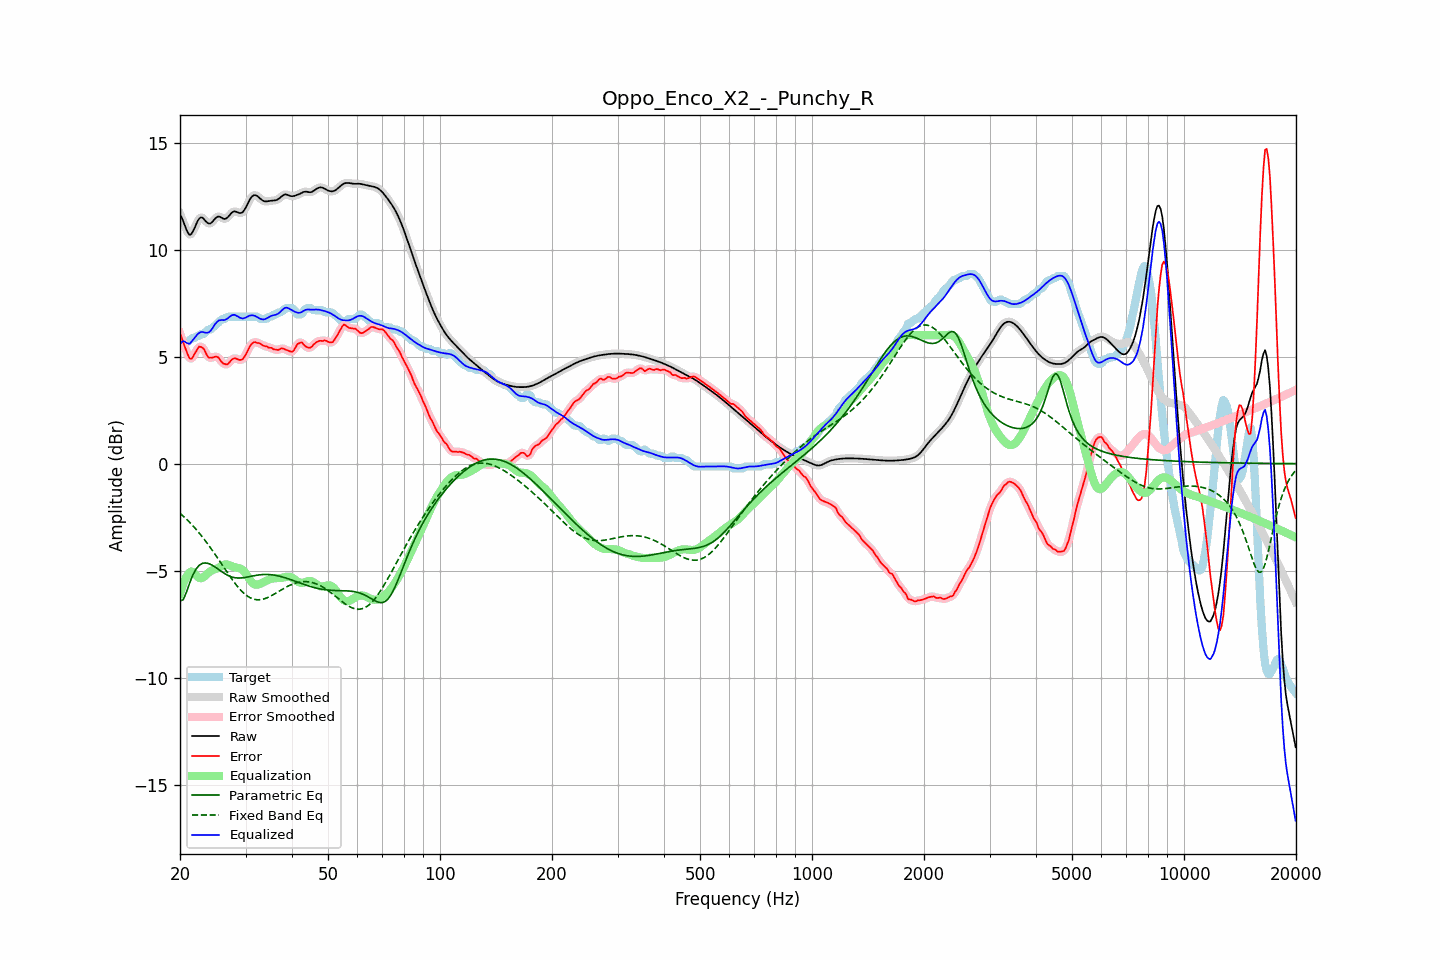 Oppo_Enco_X2_-_Punchy_R
Amplitude (dBr)
15
10
5
0
−5
−10
−15
Target
Raw Smoothed
Error Smoothed
Raw
Error
Equalization
Parametric Eq
Fixed Band Eq
Equalized
20 50 100 200 500 1000 2000 5000 10000 20000
Frequency (Hz)